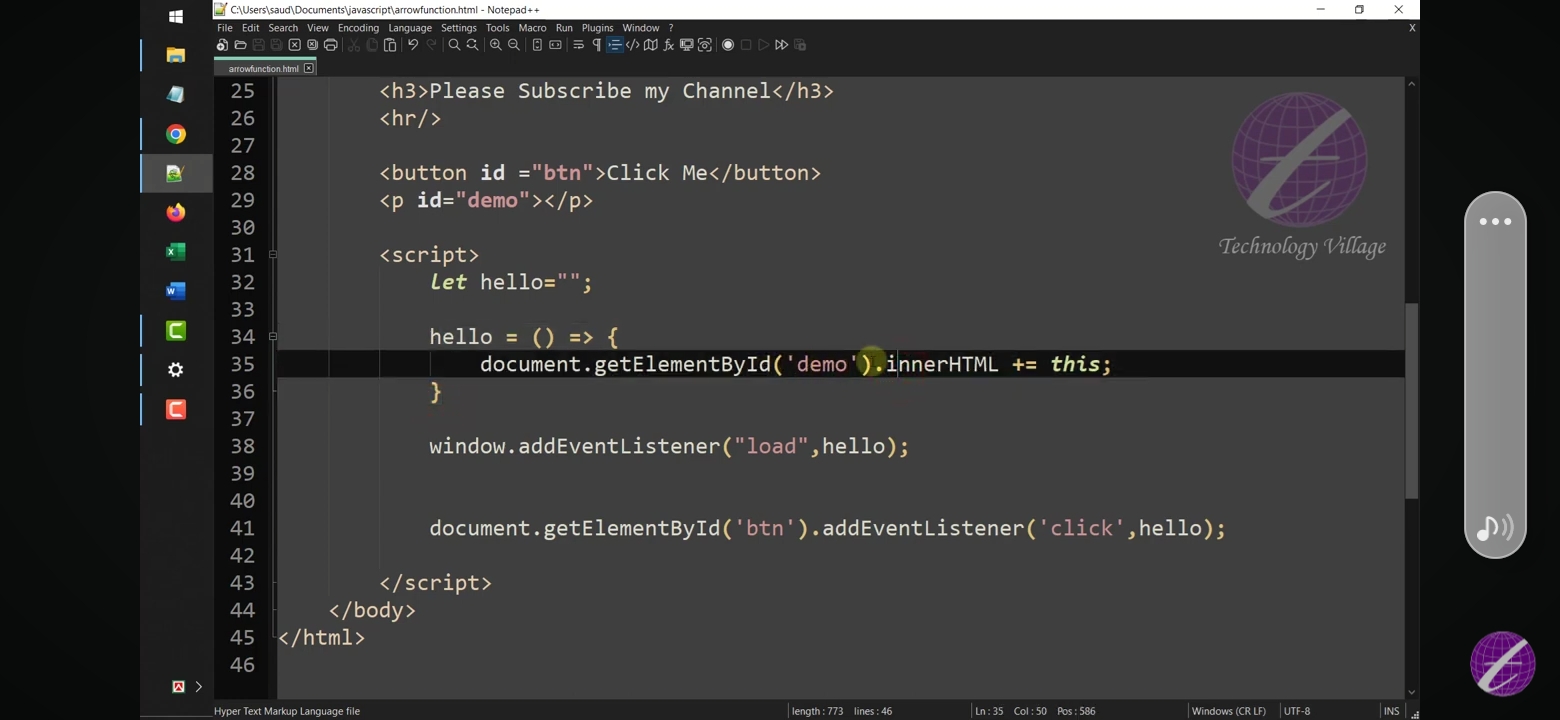 C:\Users\saud\Documents\javascript\arrowfunction.html - Notepad++
File Edit Search View Encoding Language Settings Tools Macro Run Plugins Window ? X
arrowfunction.html
25 <h3>Please Subscribe my Channel</h3>
26 <hr/>
27
28 <button id ="btn">Click Me</button>
29 <p id="demo"></p>
30
31 <script>
32 let hello="";
33
34 hello = () => {
35 document.getElementById('demo').innerHTML += this;
36 }
37
38 window.addEventListener("load",hello);
39
40
41 document.getElementById('btn').addEventListener('click',hello);
42
43 </script>
44 </body>
45 </html>
46
Technology Village
Hyper Text Markup Language file length : 773 lines : 46 Ln : 35 Col : 50 Pos : 586 Windows (CR LF) UTF-8 INS